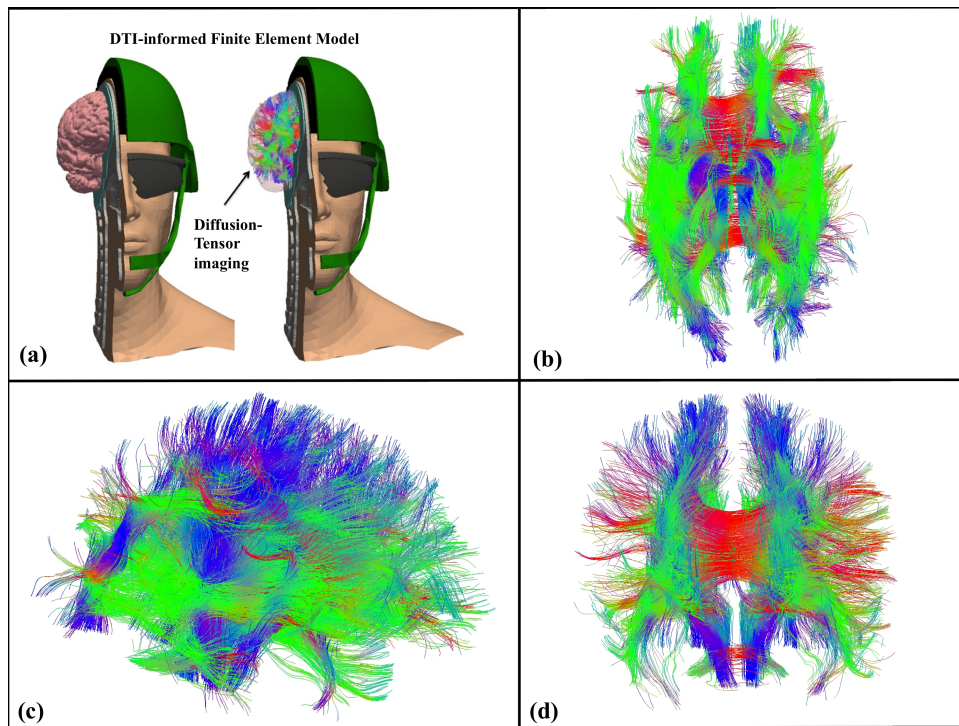 DTI-informed Finite Element Model
Diffusion-
Tensor
imaging
(a)
(b)
(c)
(d)